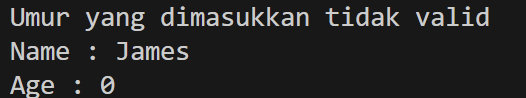 Umur yang dimasukkan tidak valid
Name : James
Age : 0